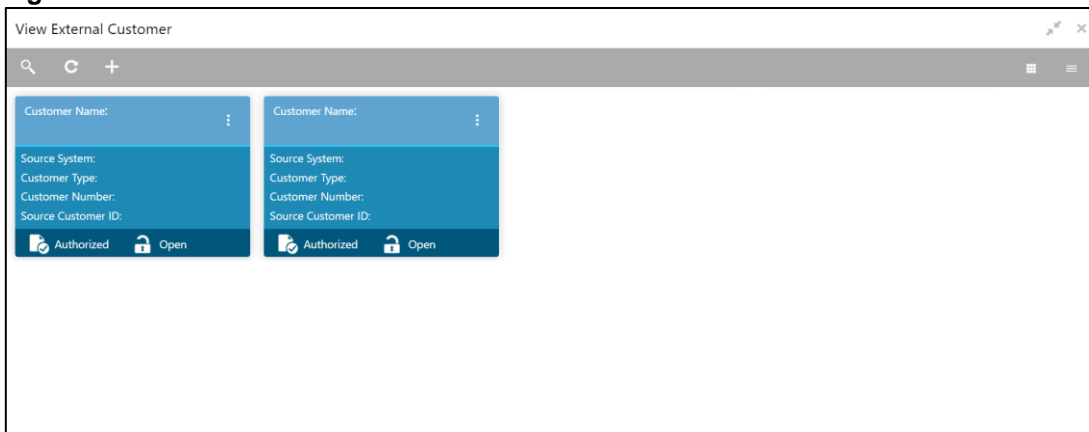 View External Customer
Customer Name:
Source System:
Customer Type:
Customer Number:
Source Customer ID:
Authorized Open
Customer Name:
Source System:
Customer Type:
Customer Number:
Source Customer ID:
Authorized Open